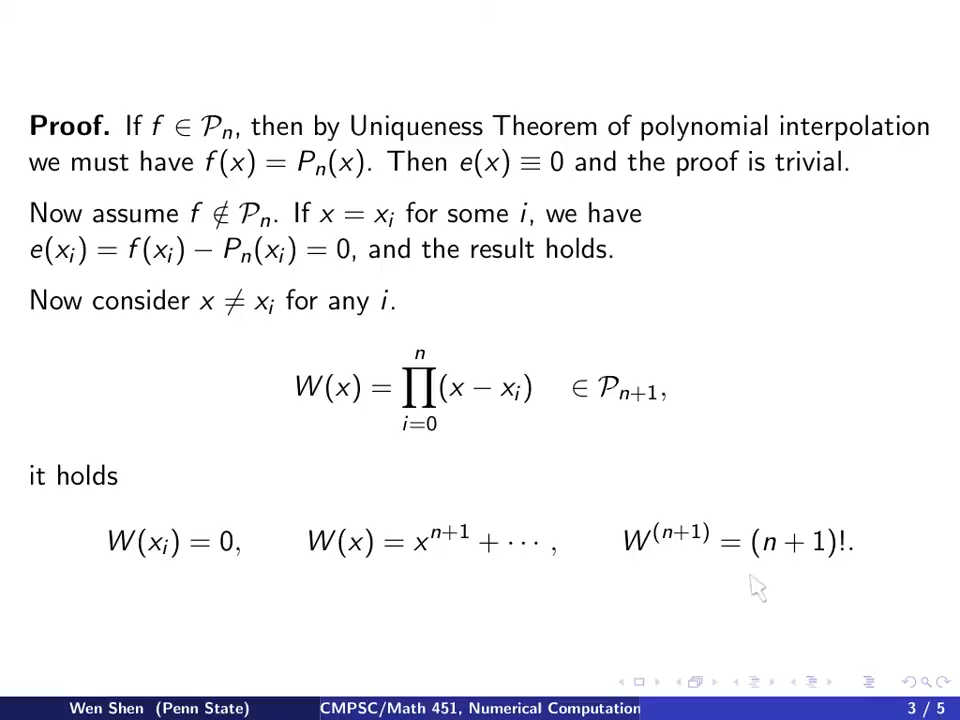 Proof. If f ∈ 𝒫ₙ, then by Uniqueness Theorem of polynomial interpolation
we must have f(x) = Pₙ(x). Then e(x) ≡ 0 and the proof is trivial.
Now assume f ∉ 𝒫ₙ. If x = xᵢ for some i, we have
e(xᵢ) = f(xᵢ) − Pₙ(xᵢ) = 0, and the result holds.
Now consider x ≠ xᵢ for any i.
W(x) = ∏_{i=0}^{n} (x − xᵢ) ∈ 𝒫ₙ₊₁,
it holds
W(xᵢ) = 0, W(x) = xⁿ⁺¹ + ⋯ , W⁽ⁿ⁺¹⁾ = (n + 1)!.
Wen Shen (Penn State) CMPSC/Math 451, Numerical Computation 3 / 5